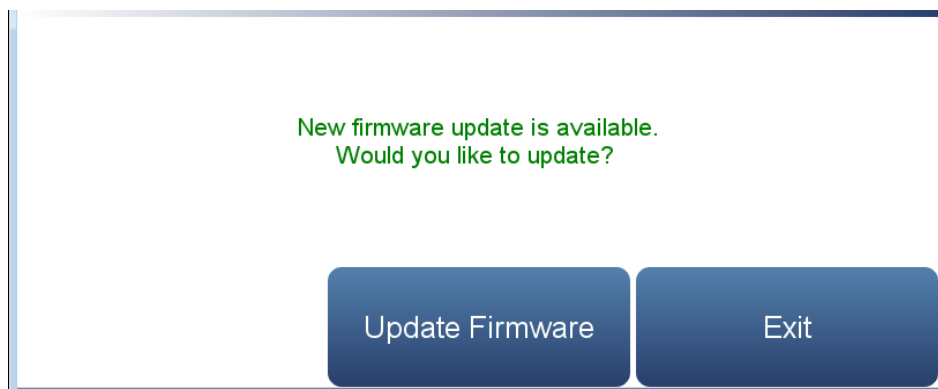 New firmware update is available.
Would you like to update?
Update Firmware
Exit